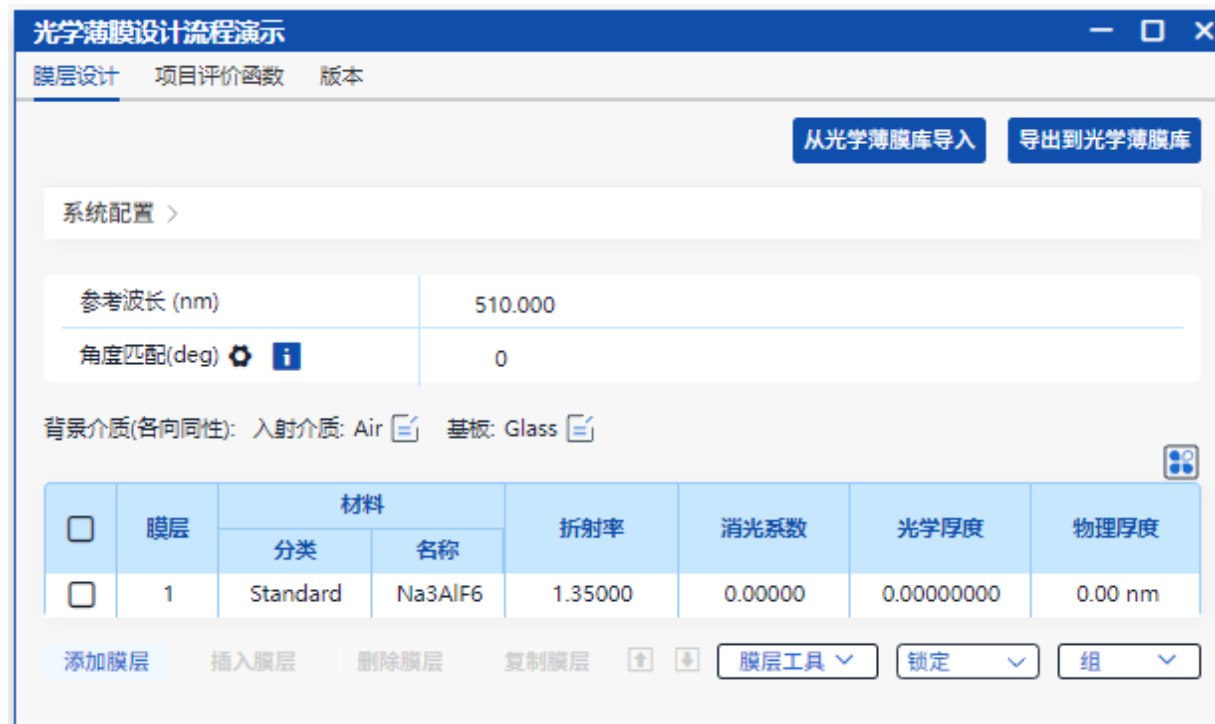 光学薄膜设计流程演示
膜层设计 项目评价函数 版本
从光学薄膜库导入 导出到光学薄膜库
系统配置 >
参考波长 (nm) 510.000
角度匹配(deg) i 0
背景介质(各向同性): 入射介质: Air 基板: Glass
膜层 材料 折射率 消光系数 光学厚度 物理厚度
分类 名称
1 Standard Na3AlF6 1.35000 0.00000 0.00000000 0.00 nm
添加膜层 插入膜层 删除膜层 复制膜层 膜层工具 锁定 组